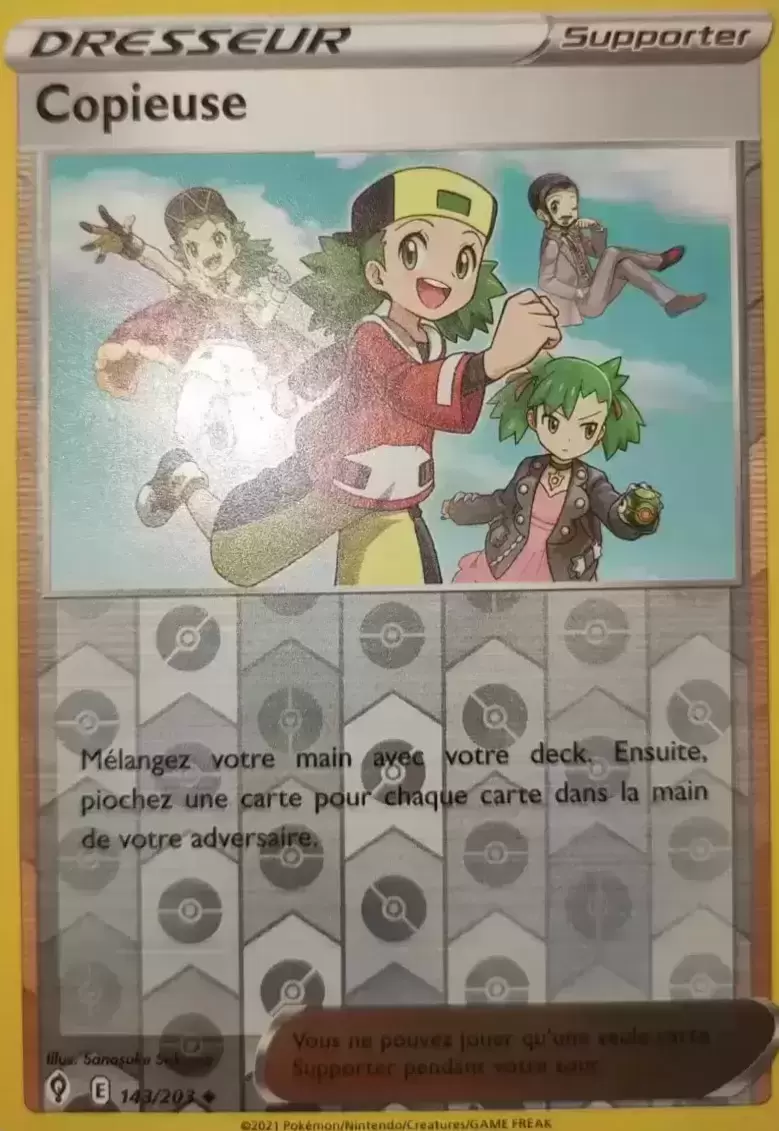 DRESSEUR Supporter
Copieuse
Mélangez votre main avec votre deck. Ensuite,
piochez une carte pour chaque carte dans la main
de votre adversaire.
Vous ne pouvez jouer qu'une seule carte
Supporter pendant votre tour.
Illus. Sanosuke
E 143/203
©2021 Pokémon/Nintendo/Creatures/GAME FREAK